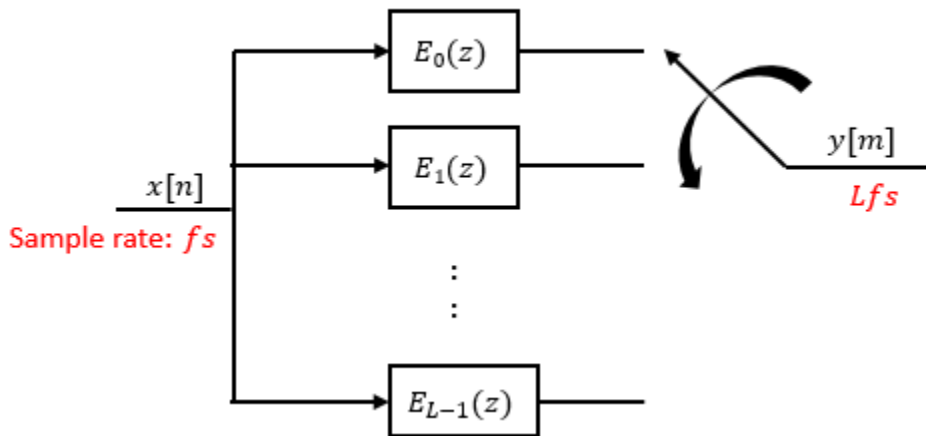 E₀(z)
x[n]
Sample rate: fs
E₁(z)
y[m]
Lfs
:
:
E_{L−1}(z)